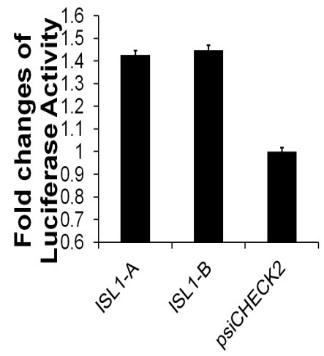 Fold changes of
Luciferase Activity
1.6
1.5
1.4
1.3
1.2
1.1
1
0.9
0.8
0.7
0.6
ISL1-A
ISL1-B
psiCHECK2